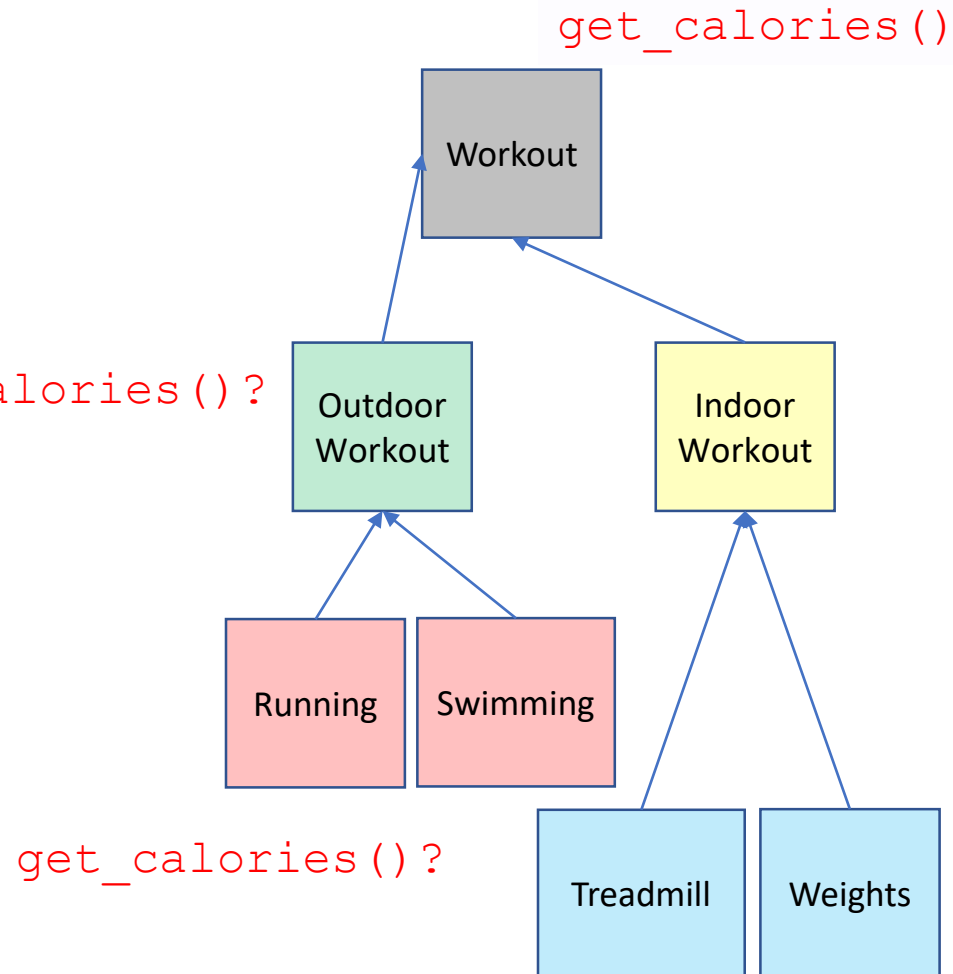 get_calories()
Workout
alories()?
Outdoor
Workout
Indoor
Workout
Running
Swimming
get_calories()?
Treadmill
Weights